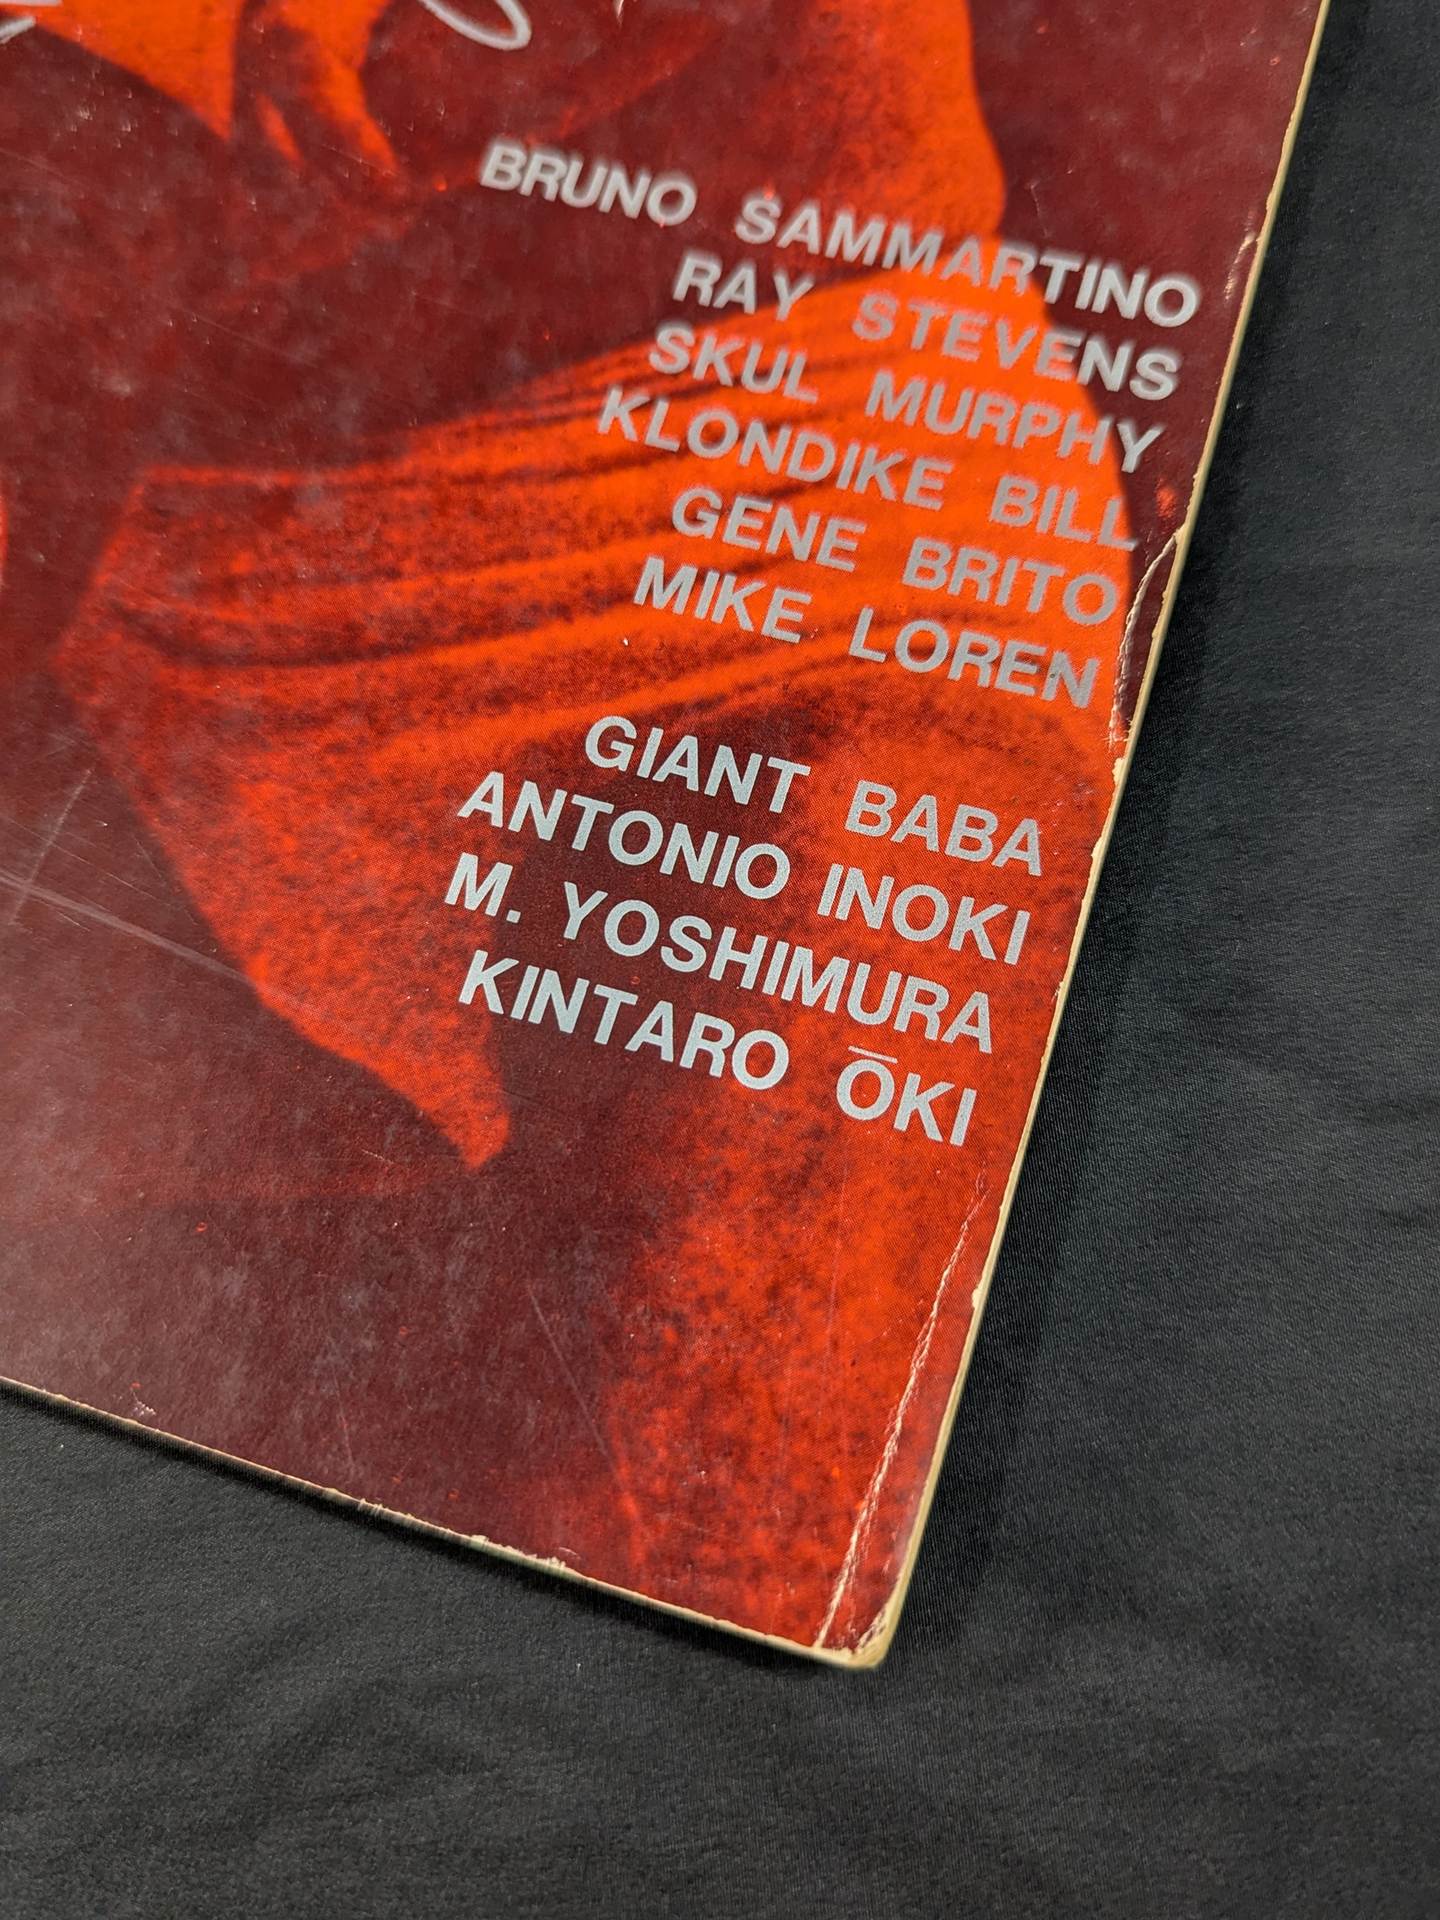 BRUNO SAMMARTINO
RAY STEVENS
SKUL MURPHY
KLONDIKE BILL
GENE BRITO
MIKE LOREN
GIANT BABA
ANTONIO INOKI
M. YOSHIMURA
KINTARO ŌKI